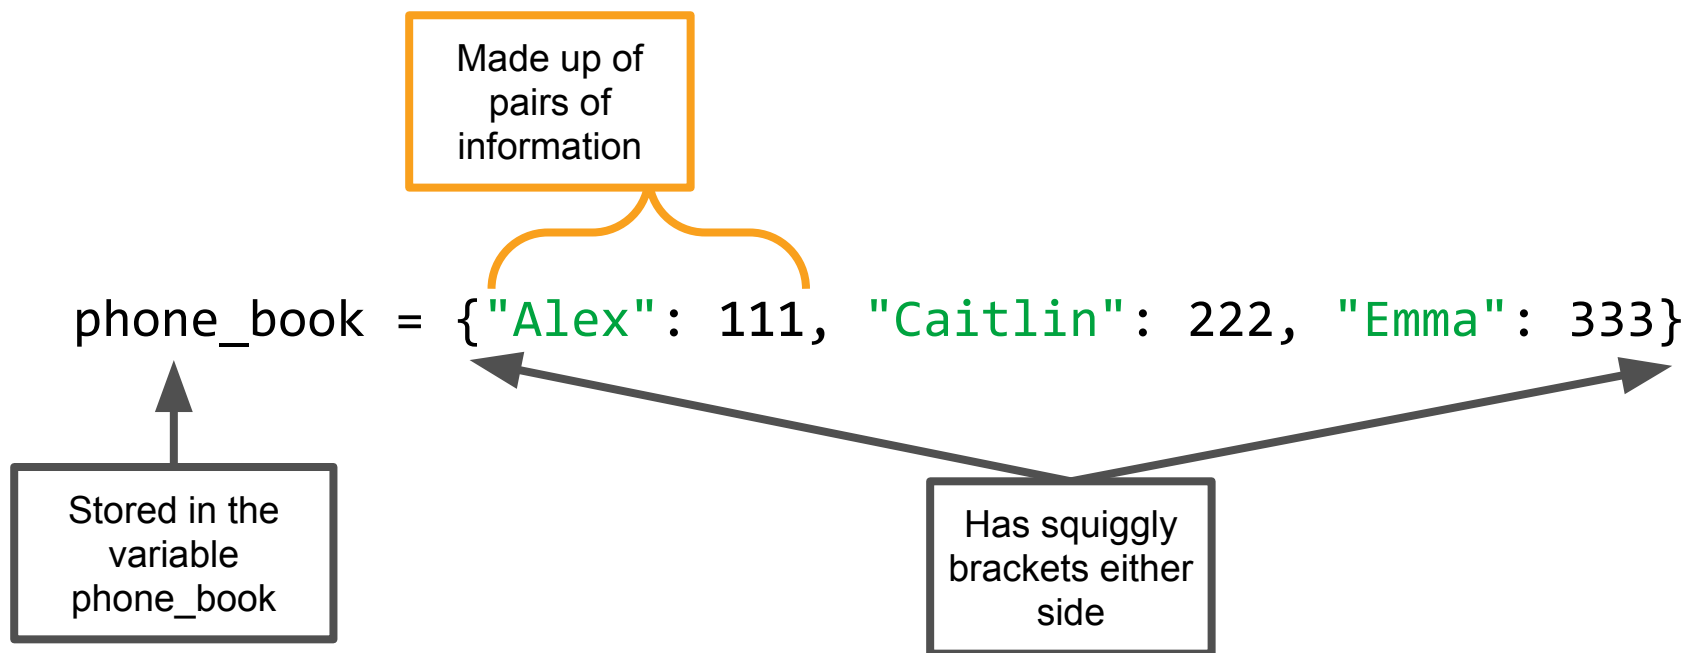 Made up of
pairs of
information
phone_book = {"Alex": 111, "Caitlin": 222, "Emma": 333}
Stored in the
variable
phone_book
Has squiggly
brackets either
side